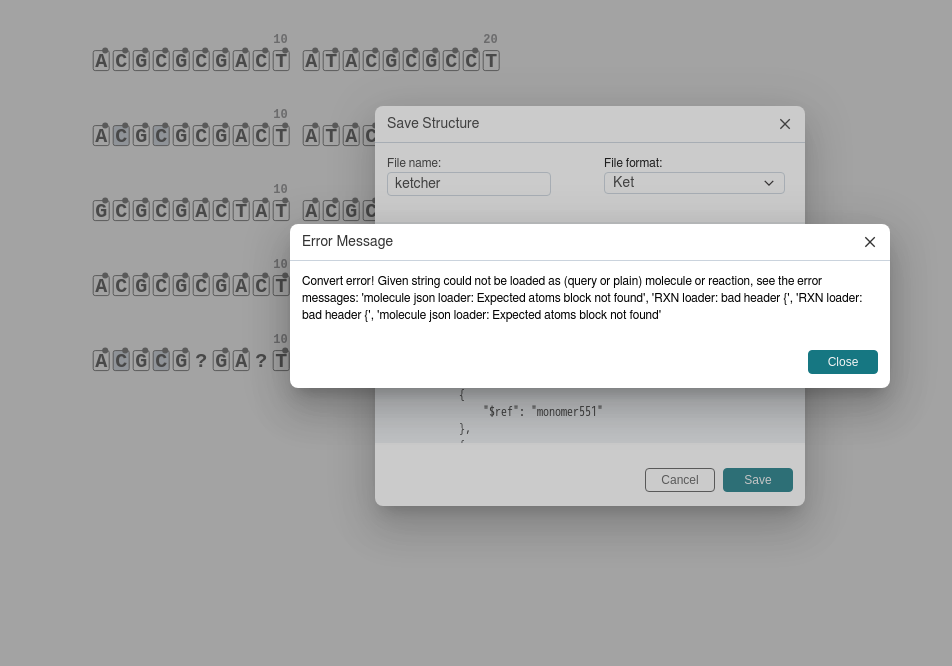 10 20
ACGCGCGACT ATACGCGCCT
10
ACGCGCGACT ATAC
10
GCGCGACTAT ACGC
10
ACGCGCGACT
10
ACGCG?GA?T
Save Structure
File name:
File format:
ketcher
Ket
Error Message
Convert error! Given string could not be loaded as (query or plain) molecule or reaction, see the error
messages: 'molecule json loader: Expected atoms block not found', 'RXN loader: bad header {', 'RXN loader:
bad header {', 'molecule json loader: Expected atoms block not found'
Close
{
"$ref": "monomer551"
},
Cancel
Save